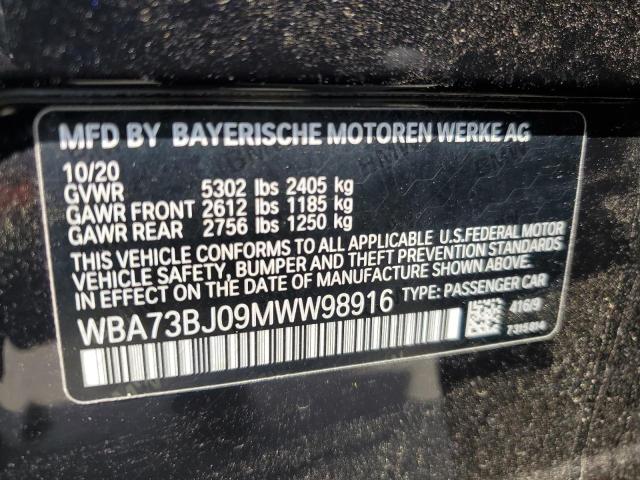 MFD BY BAYERISCHE MOTOREN WERKE AG
10/20
GVWR 5302 lbs 2405 kg
GAWR FRONT 2612 lbs 1185 kg
GAWR REAR 2756 lbs 1250 kg
THIS VEHICLE CONFORMS TO ALL APPLICABLE U.S.FEDERAL MOTOR
VEHICLE SAFETY, BUMPER AND THEFT PREVENTION STANDARDS
IN EFFECT ON THE DATE OF MANUFACTURE SHOWN ABOVE.
WBA73BJ09MWW98916 TYPE: PASSENGER CAR
416/9